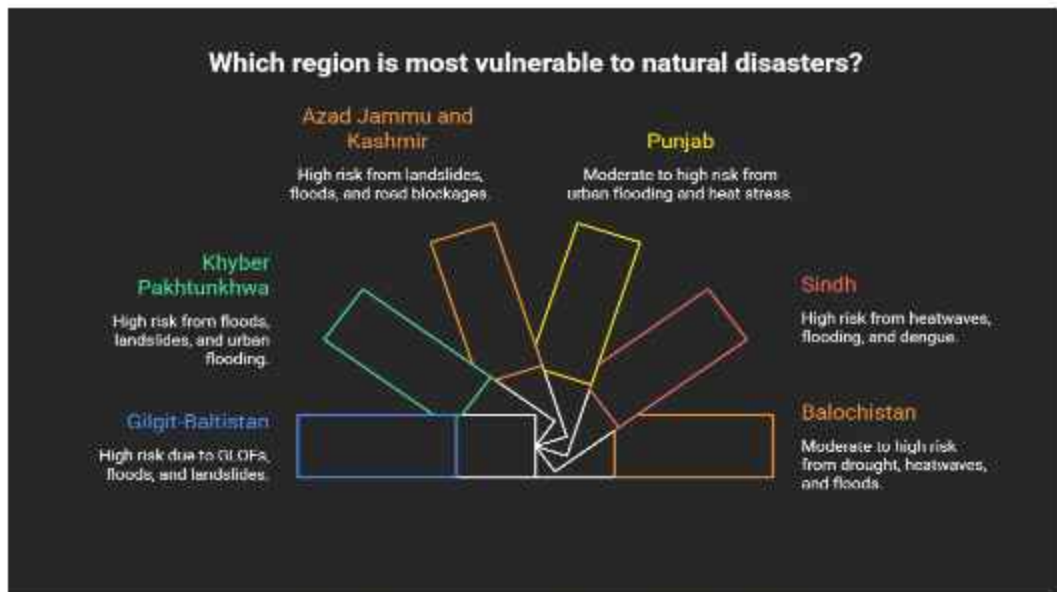 Which region is most vulnerable to natural disasters?
Azad Jammu and
Kashmir
High risk from landslides,
floods, and road blockages.
Punjab
Moderate to high risk from
urban flooding and heat stress.
Khyber
Pakhtunkhwa
High risk from floods,
landslides, and urban
flooding.
Sindh
High risk from heatwaves,
flooding, and dengue.
Gilgit-Baltistan
High risk due to GLOFs,
floods, and landslides.
Balochistan
Moderate to high risk
from drought, heatwaves,
and floods.